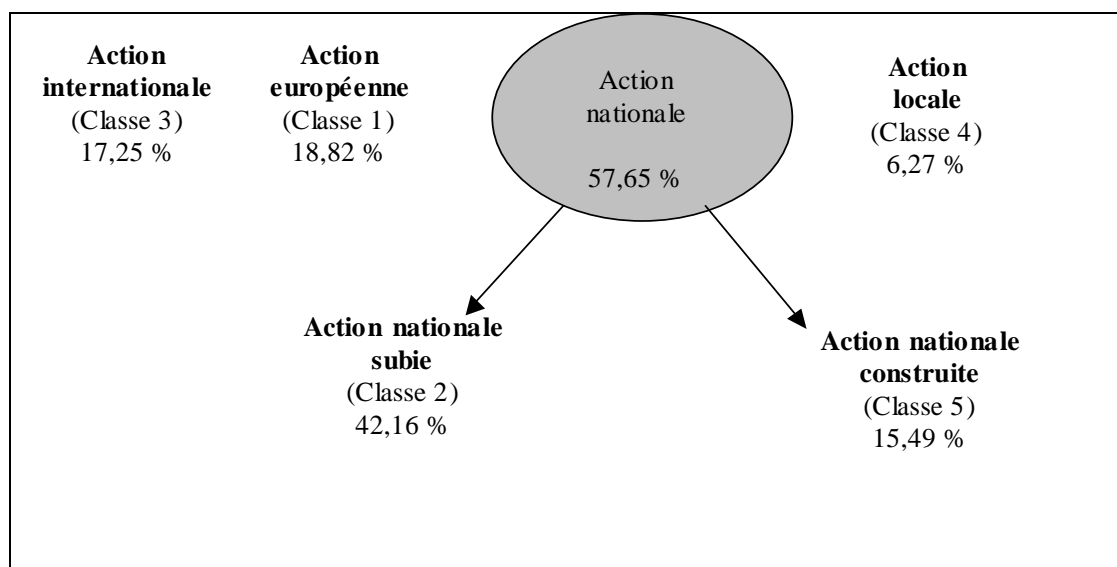 Action
internationale
(Classe 3)
17,25 %
Action
européenne
(Classe 1)
18,82 %
Action
nationale
57,65 %
Action
locale
(Classe 4)
6,27 %
Action nationale
subie
(Classe 2)
42,16 %
Action nationale
construite
(Classe 5)
15,49 %